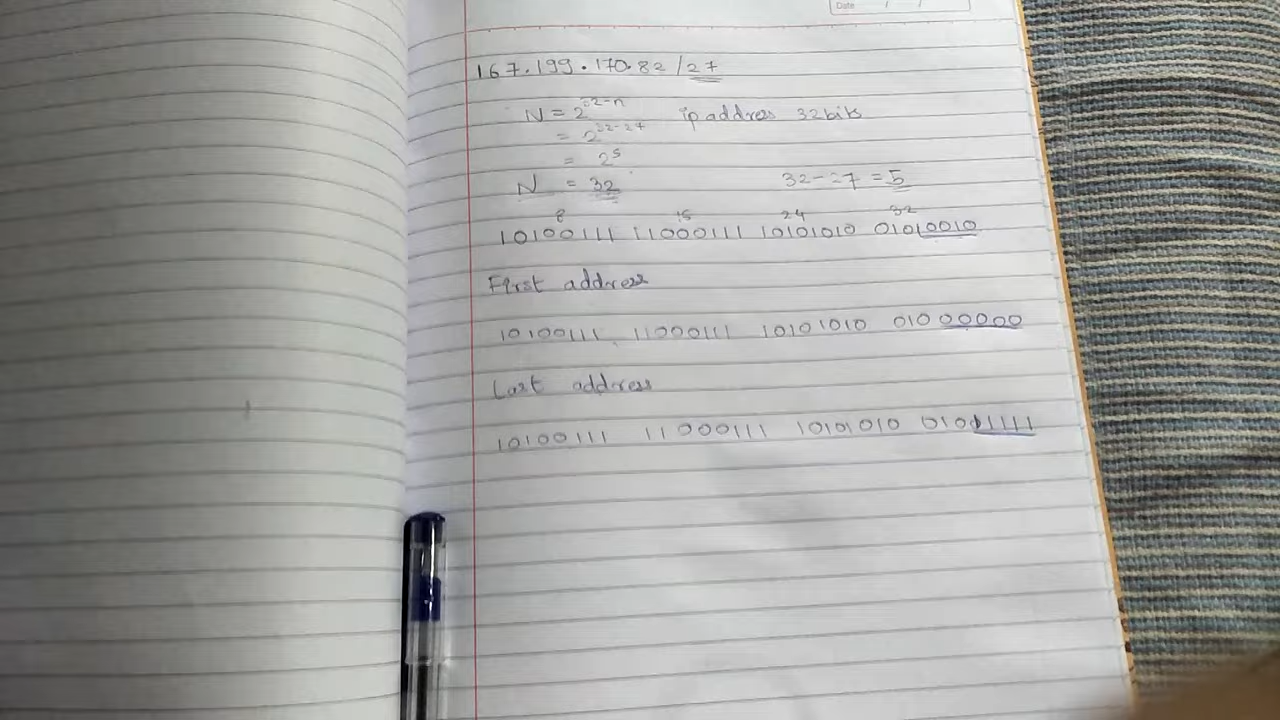 Date / /
167.199.170.82 /27
N = 2^32-n ip address 32bits
= 2^32-27
= 2^5
N = 32 32-27 = 5
8 16 24 32
10100111 11000111 10101010 01010010
First address
10100111 11000111 10101010 01000000
Last address
10100111 11000111 10101010 01011111